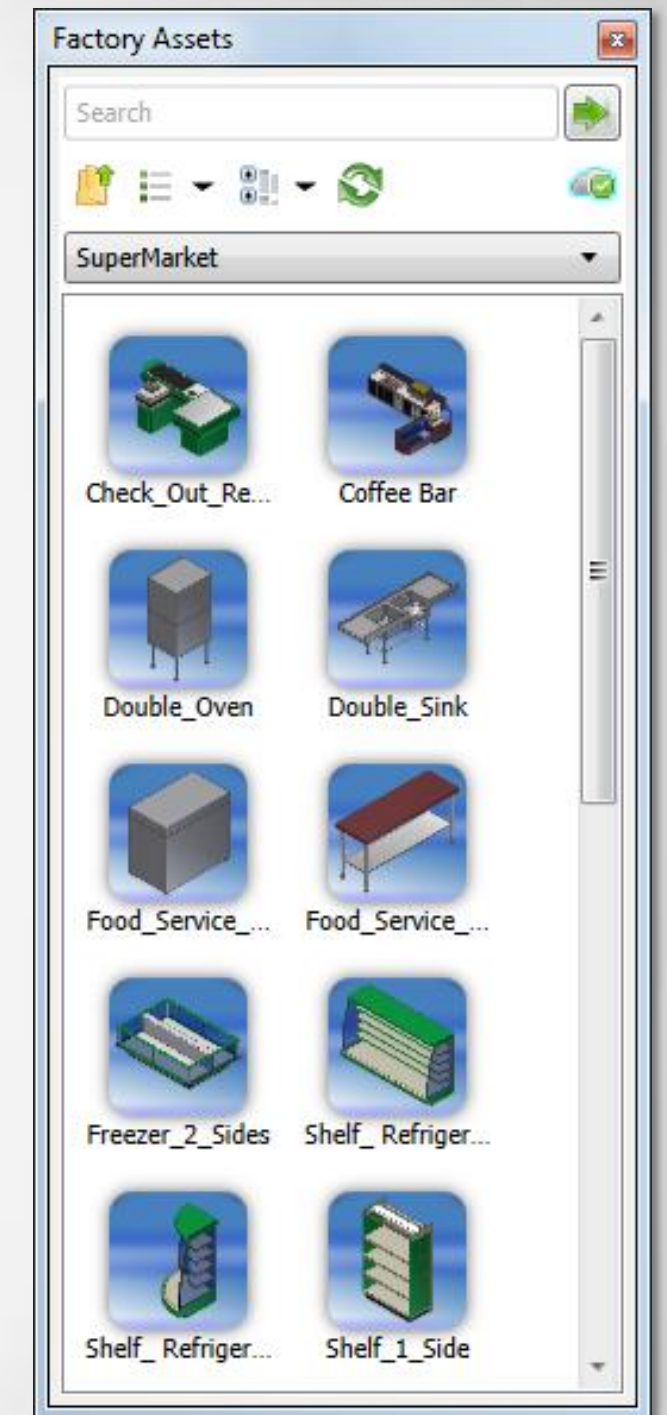 Factory Assets
Search
SuperMarket
Check_Out_Re...
Coffee Bar
Double_Oven
Double_Sink
Food_Service_...
Food_Service_...
Freezer_2_Sides
Shelf_ Refriger...
Shelf_ Refriger...
Shelf_1_Side